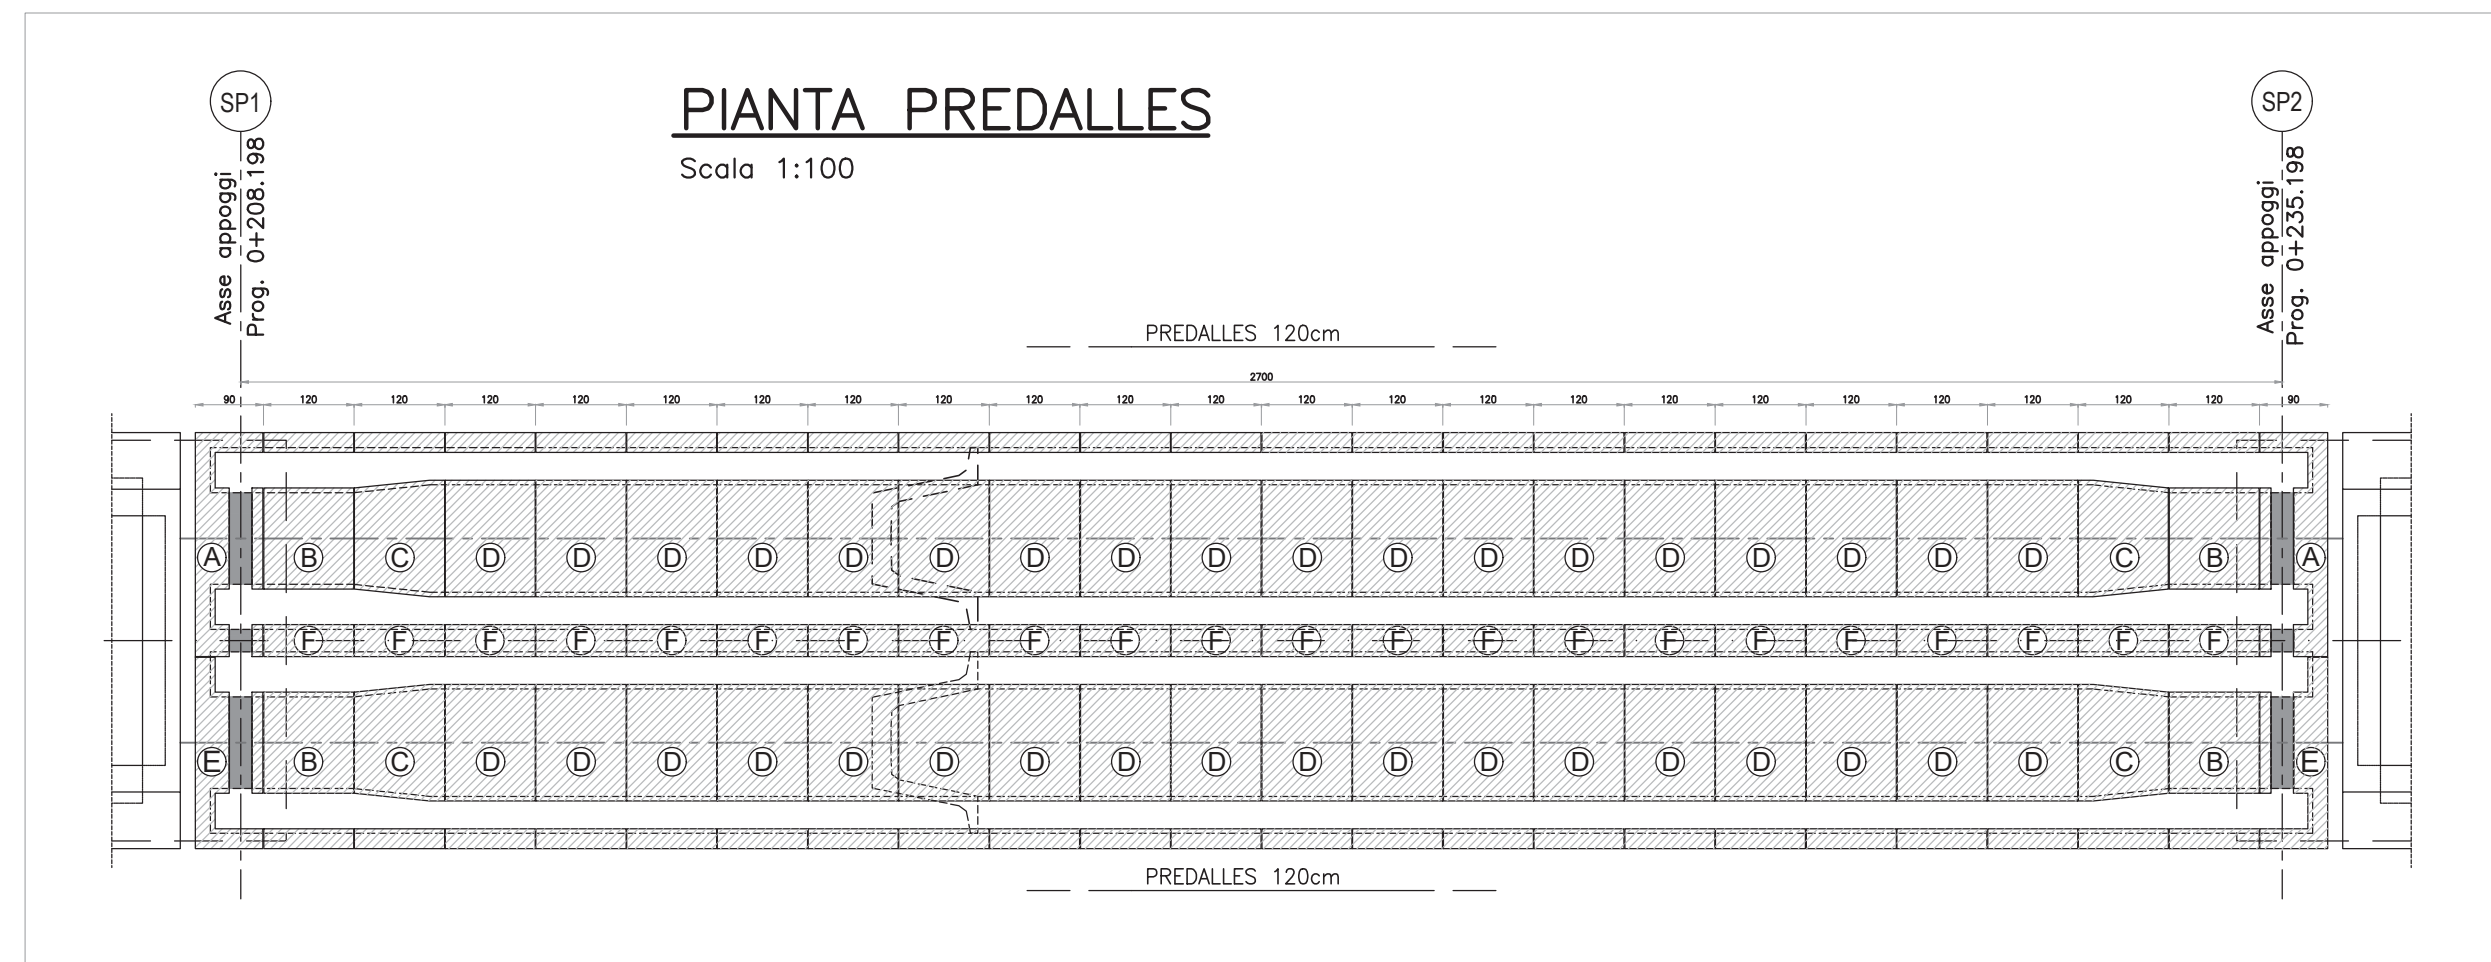 SP1
SP2
PIANTA PREDALLES
Scala 1:100
Asse appoggi
Prog. 0+208.198
Asse appoggi
Prog. 0+235.198
PREDALLES 120cm
2700
90 120 120 120 120 120 120 120 120 120 120 120 120 120 120 120 120 120 120 120 120 120 120 90
A B C D D D D D D D D D D D D D D D D D D C B A
F F F F F F F F F F F F F F F F F F F F F F
E B C D D D D D D D D D D D D D D D D D D C B E
PREDALLES 120cm